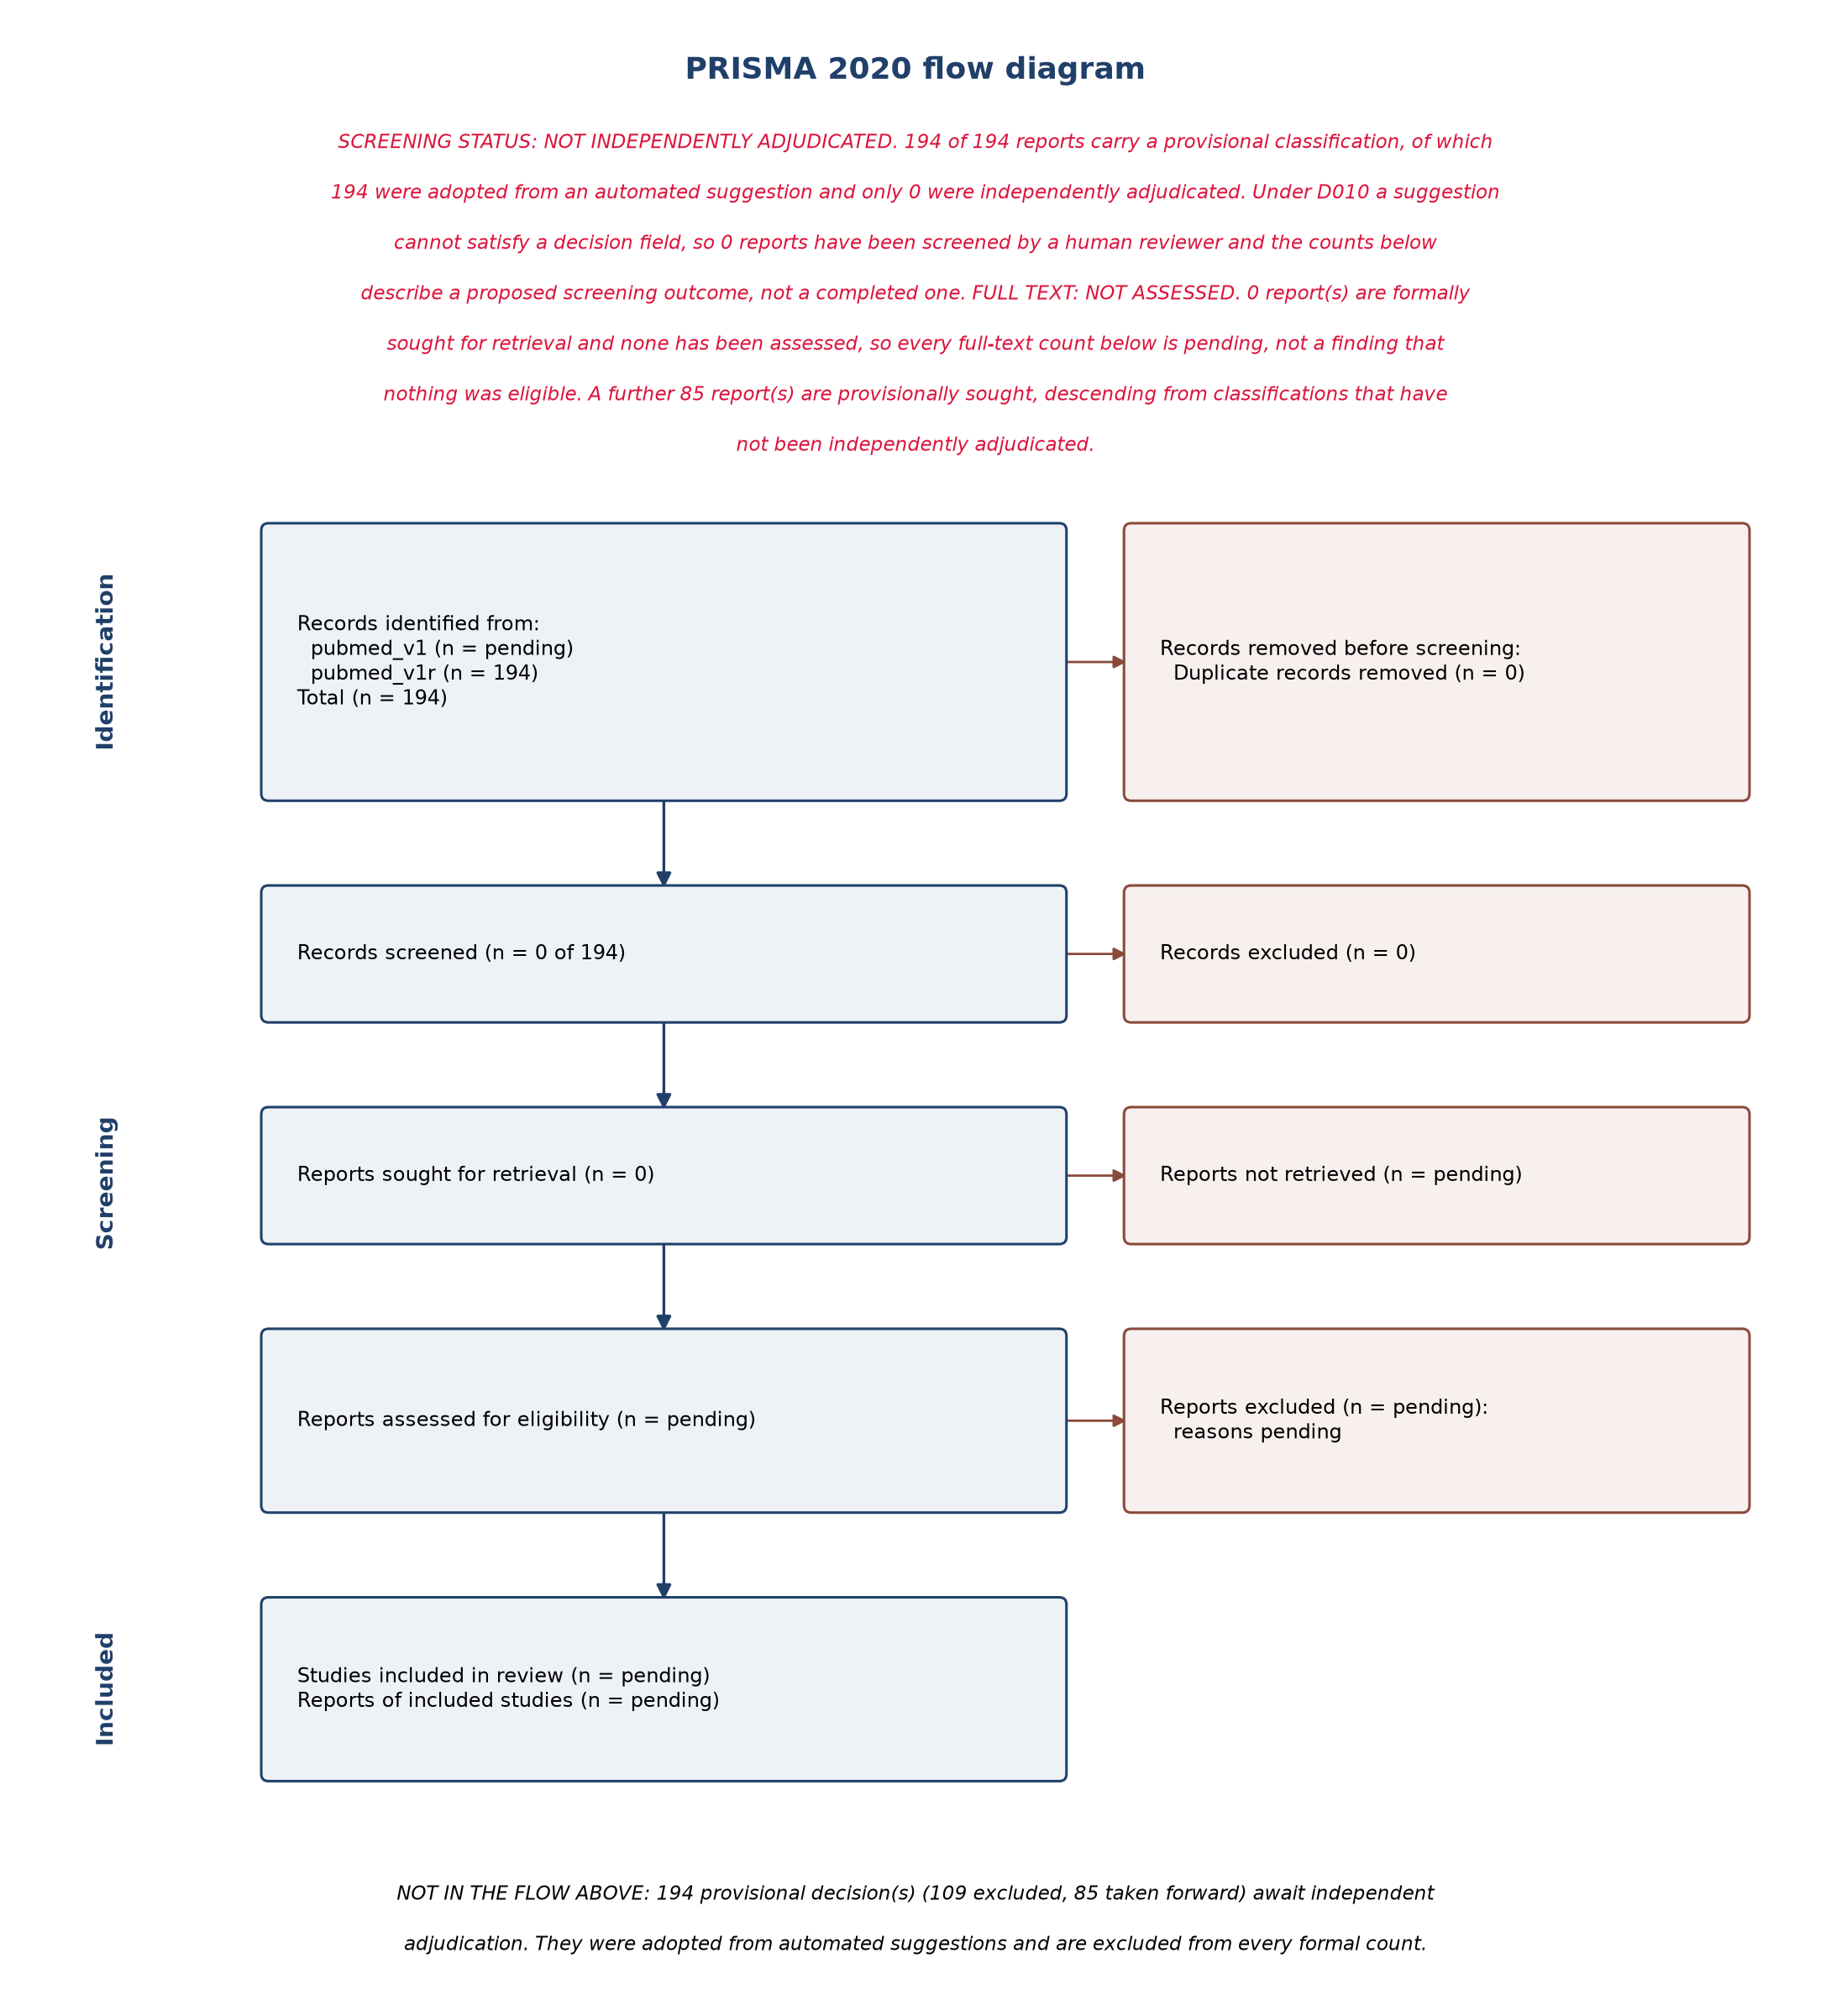 PRISMA 2020 flow diagram
SCREENING STATUS: NOT INDEPENDENTLY ADJUDICATED. 194 of 194 reports carry a provisional classification, of which
194 were adopted from an automated suggestion and only 0 were independently adjudicated. Under D010 a suggestion
cannot satisfy a decision field, so 0 reports have been screened by a human reviewer and the counts below
describe a proposed screening outcome, not a completed one. FULL TEXT: NOT ASSESSED. 0 report(s) are formally
sought for retrieval and none has been assessed, so every full-text count below is pending, not a finding that
nothing was eligible. A further 85 report(s) are provisionally sought, descending from classifications that have
not been independently adjudicated.
Identification
Records identified from:
pubmed_v1 (n = pending)
pubmed_v1r (n = 194)
Total (n = 194)
Records removed before screening:
Duplicate records removed (n = 0)
Screening
Records screened (n = 0 of 194)
Records excluded (n = 0)
Reports sought for retrieval (n = 0)
Reports not retrieved (n = pending)
Reports assessed for eligibility (n = pending)
Reports excluded (n = pending):
reasons pending
Included
Studies included in review (n = pending)
Reports of included studies (n = pending)
NOT IN THE FLOW ABOVE: 194 provisional decision(s) (109 excluded, 85 taken forward) await independent
adjudication. They were adopted from automated suggestions and are excluded from every formal count.